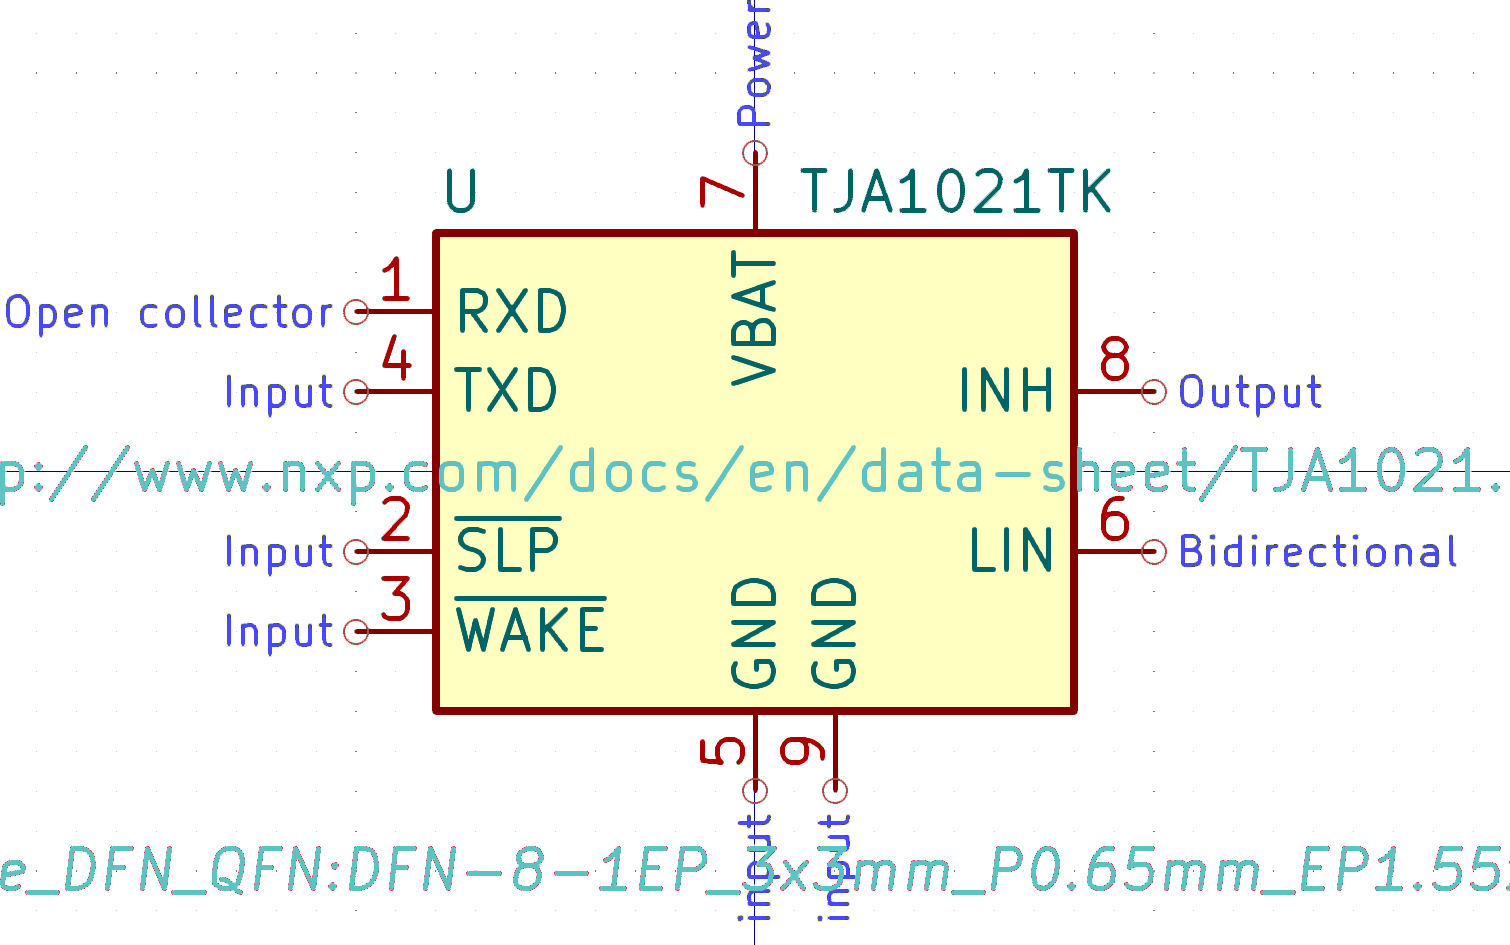 Power
U
7
TJA1021TK
1
VBAT
Open collector
RXD
4
8
Input
TXD
INH
Output
p://www.nxp.com/docs/en/data-sheet/TJA1021.
2
6
Input
SLP
LIN
Bidirectional
3
Input
WAKE
GND
GND
5
9
input
input
e_DFN_QFN:DFN-8-1EP_3x3mm_P0.65mm_EP1.55